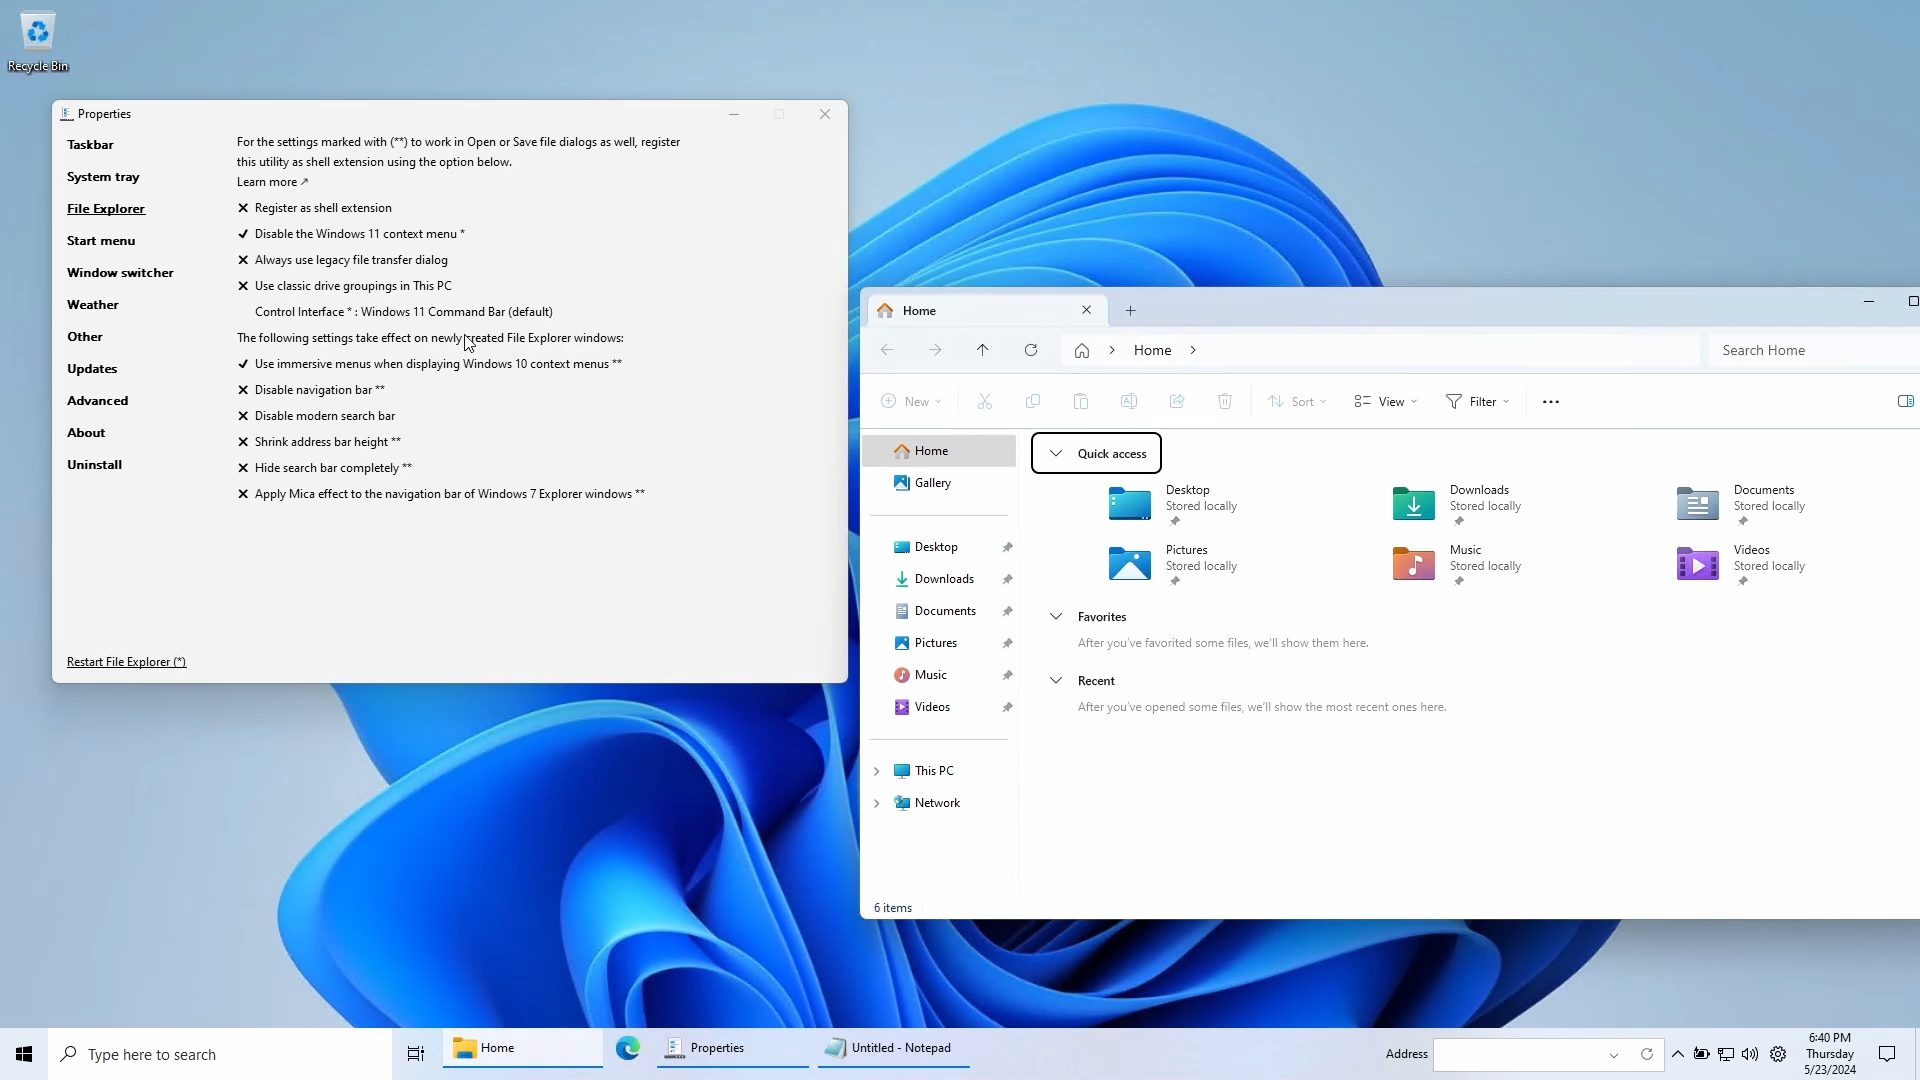 Recycle Bin
Properties
Taskbar
System tray
File Explorer
Start menu
Window switcher
Weather
Other
Updates
Advanced
About
Uninstall
For the settings marked with (**) to work in Open or Save file dialogs as well, register
this utility as shell extension using the option below.
Learn more ↗
Register as shell extension
Disable the Windows 11 context menu *
Always use legacy file transfer dialog
Use classic drive groupings in This PC
Control Interface * : Windows 11 Command Bar (default)
The following settings take effect on newly created File Explorer windows:
Use immersive menus when displaying Windows 10 context menus **
Disable navigation bar **
Disable modern search bar
Shrink address bar height **
Hide search bar completely **
Apply Mica effect to the navigation bar of Windows 7 Explorer windows **
Restart File Explorer (*)
Home
Home
Search Home
New
Sort
View
Filter
Home
Gallery
Desktop
Downloads
Documents
Pictures
Music
Videos
This PC
Network
Quick access
Desktop
Stored locally
Downloads
Stored locally
Documents
Stored locally
Pictures
Stored locally
Music
Stored locally
Videos
Stored locally
Favorites
After you've favorited some files, we'll show them here.
Recent
After you've opened some files, we'll show the most recent ones here.
6 items
Type here to search
Home
Properties
Untitled - Notepad
Address
6:40 PM
Thursday
5/23/2024